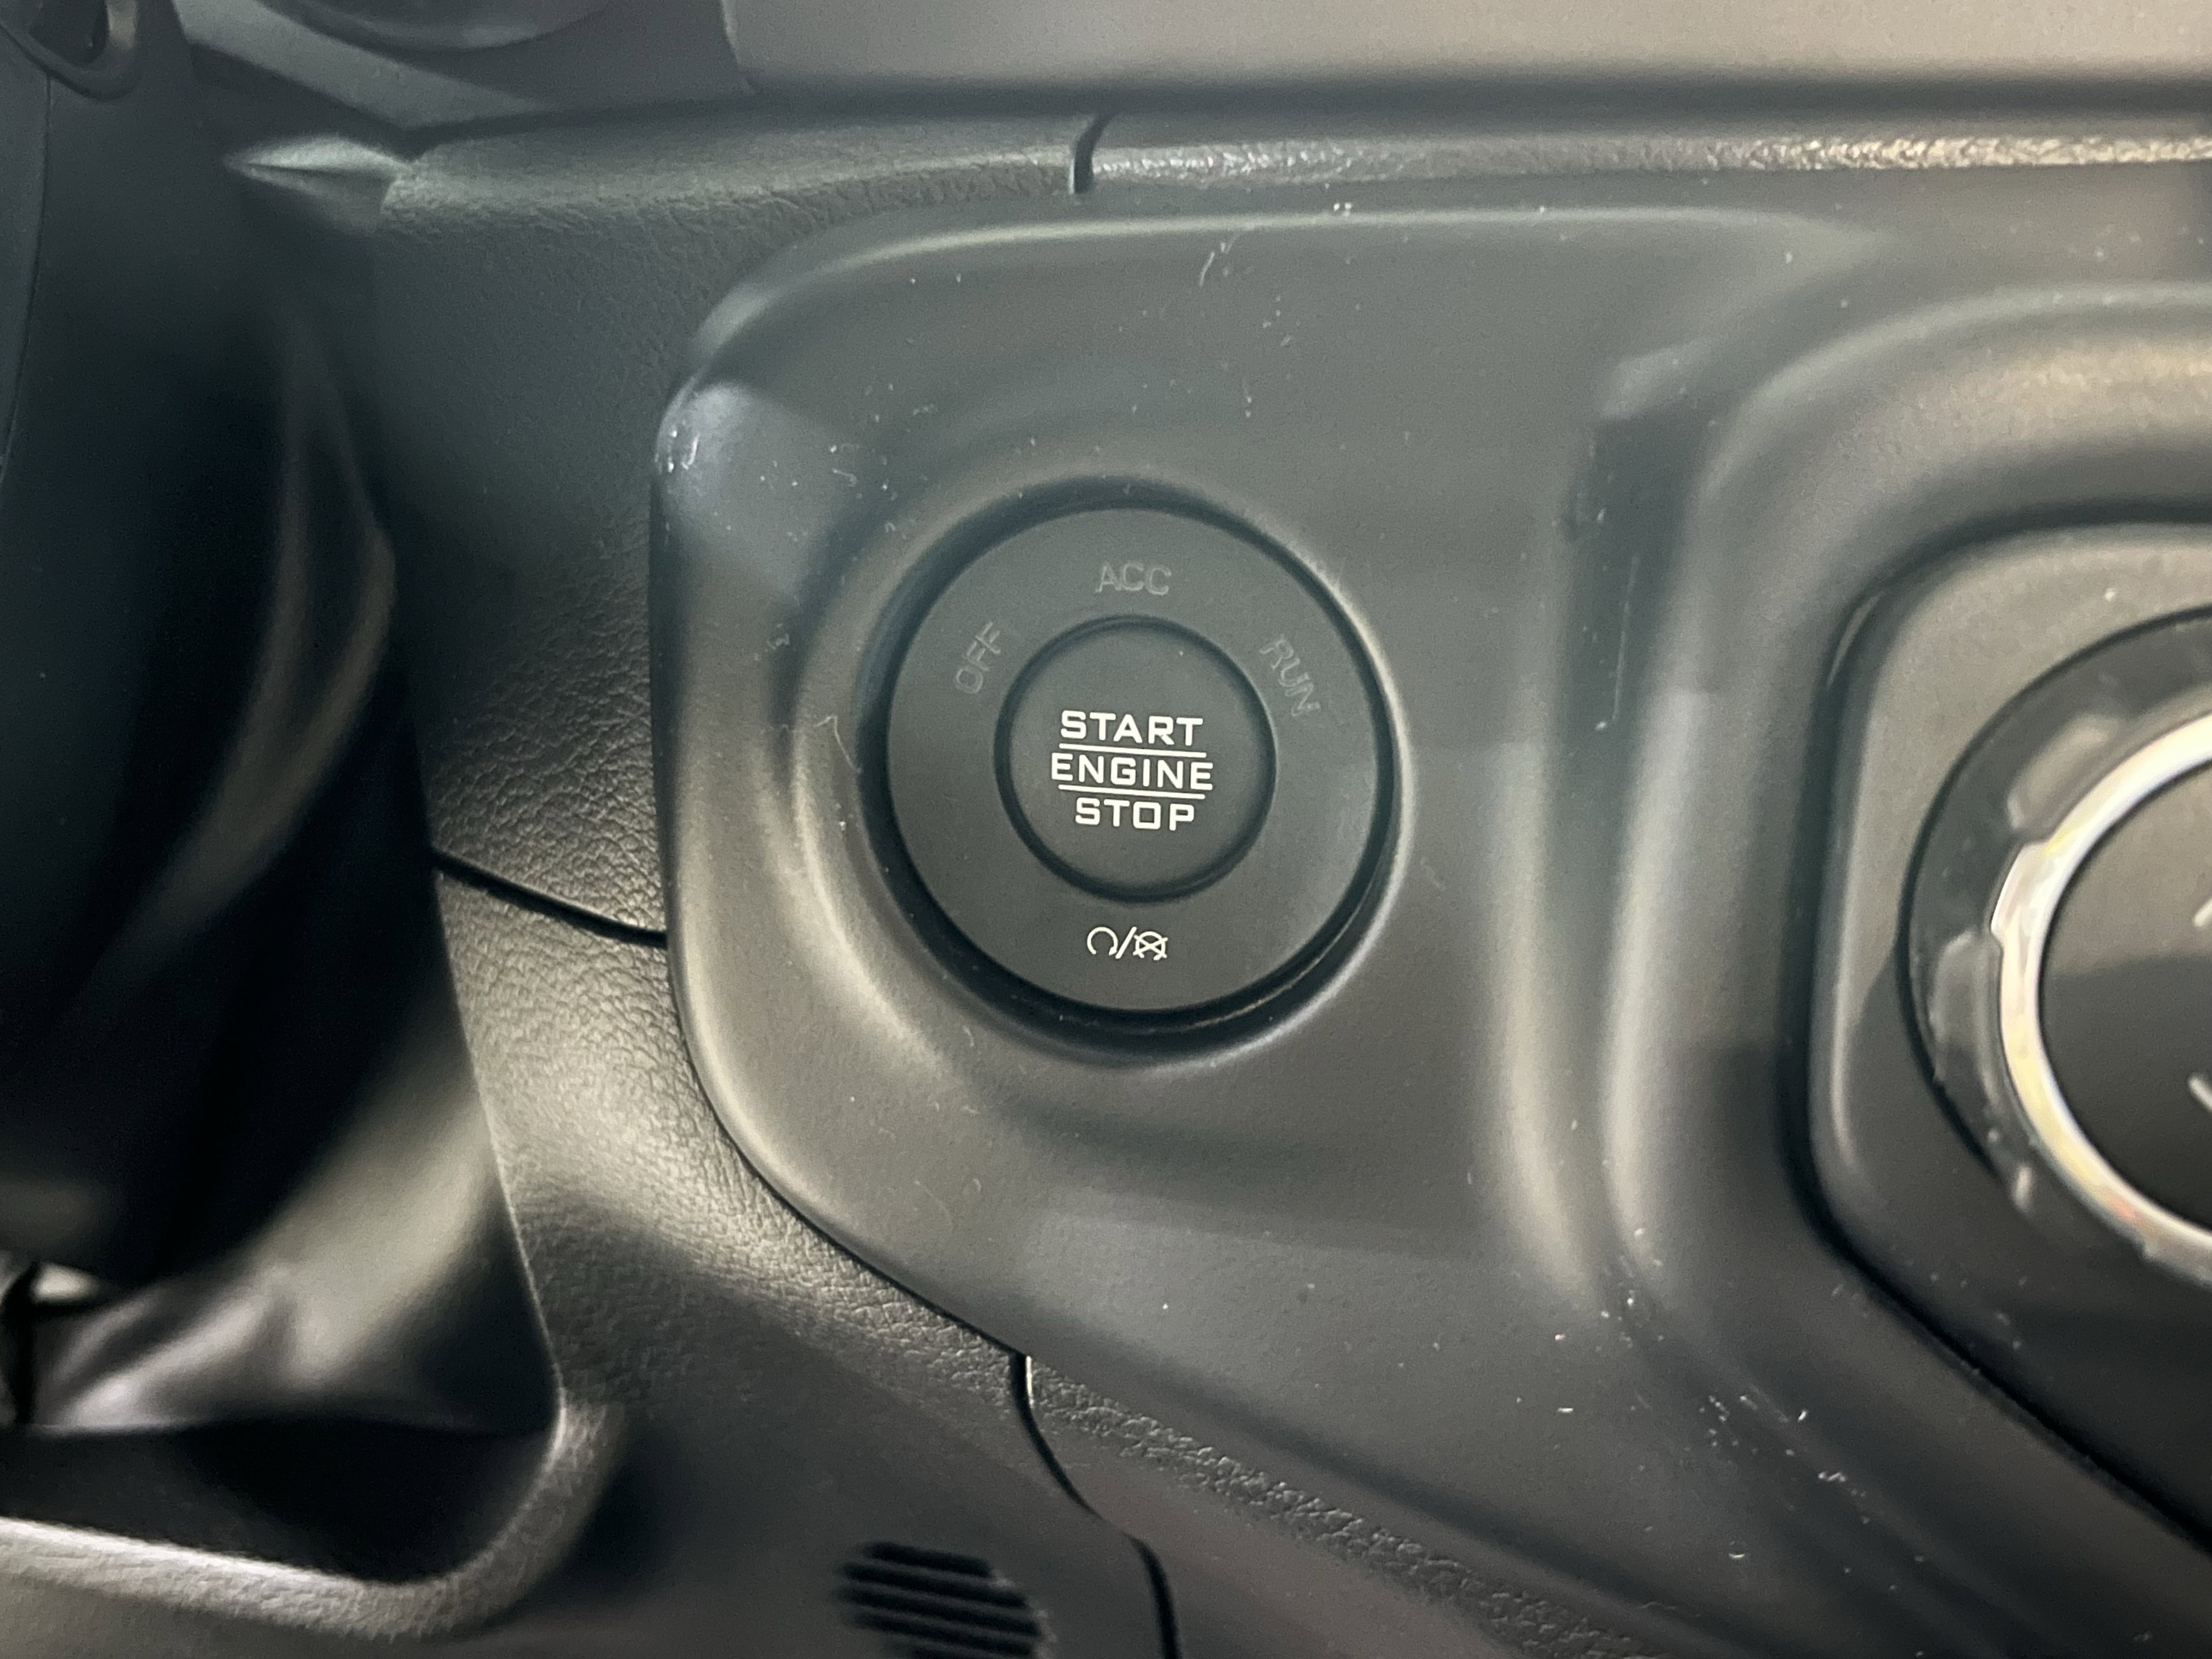 ACC
OFF
RUN
START
ENGINE
STOP